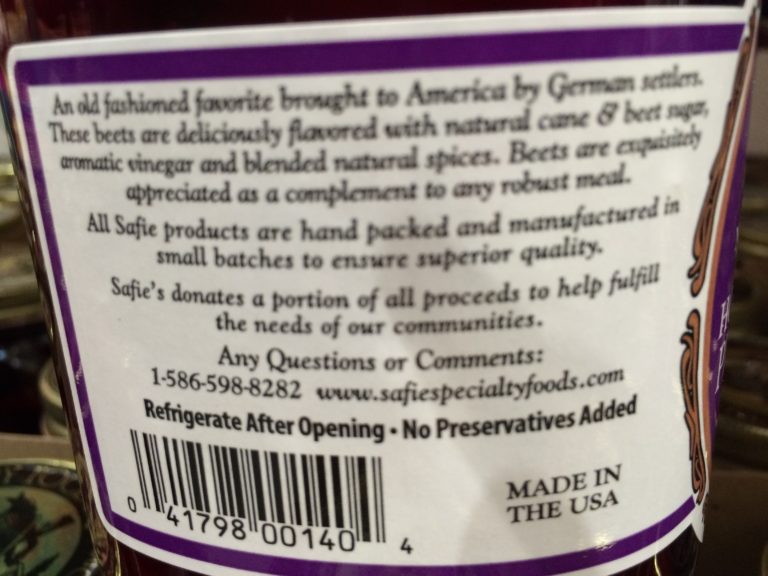 An old fashioned favorite brought to America by German settlers.
These beets are deliciously flavored with natural cane & beet sugar,
aromatic vinegar and blended natural spices. Beets are exquisitely
appreciated as a complement to any robust meal.
All Safie products are hand packed and manufactured in
small batches to ensure superior quality.
Safie's donates a portion of all proceeds to help fulfill
the needs of our communities.
Any Questions or Comments:
1-586-598-8282 www.safiespecialtyfoods.com
Refrigerate After Opening • No Preservatives Added
MADE IN
THE USA
0 41798 00140 4